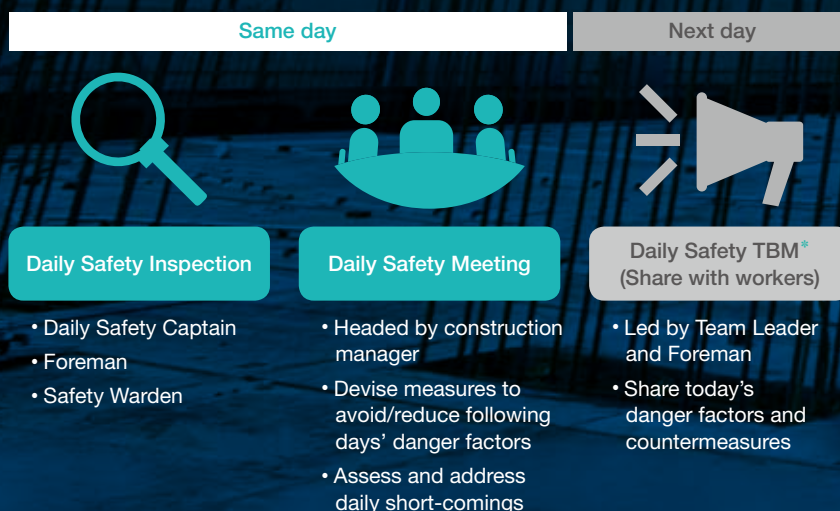 Same day
Next day
Daily Safety Inspection
• Daily Safety Captain
• Foreman
• Safety Warden
Daily Safety Meeting
• Headed by construction
manager
• Devise measures to
avoid/reduce following
days’ danger factors
• Assess and address
daily short-comings
Daily Safety TBM*
(Share with workers)
• Led by Team Leader
and Foreman
• Share today’s
danger factors and
countermeasures